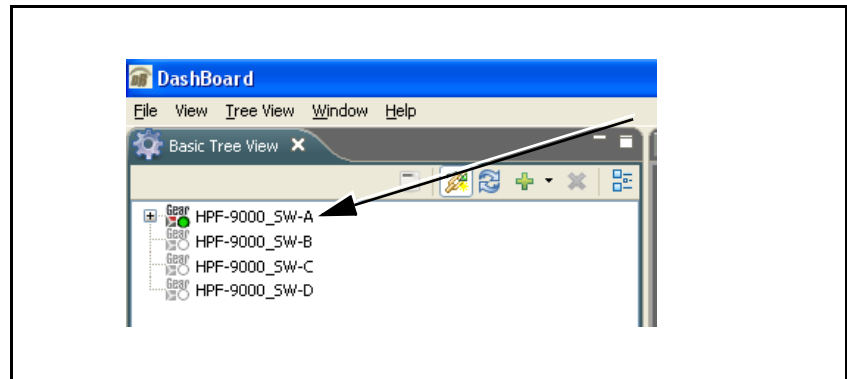 DashBoard
File View Tree View Window Help
Basic Tree View
Gear HPF-9000_SW-A
Gear HPF-9000_SW-B
Gear HPF-9000_SW-C
Gear HPF-9000_SW-D